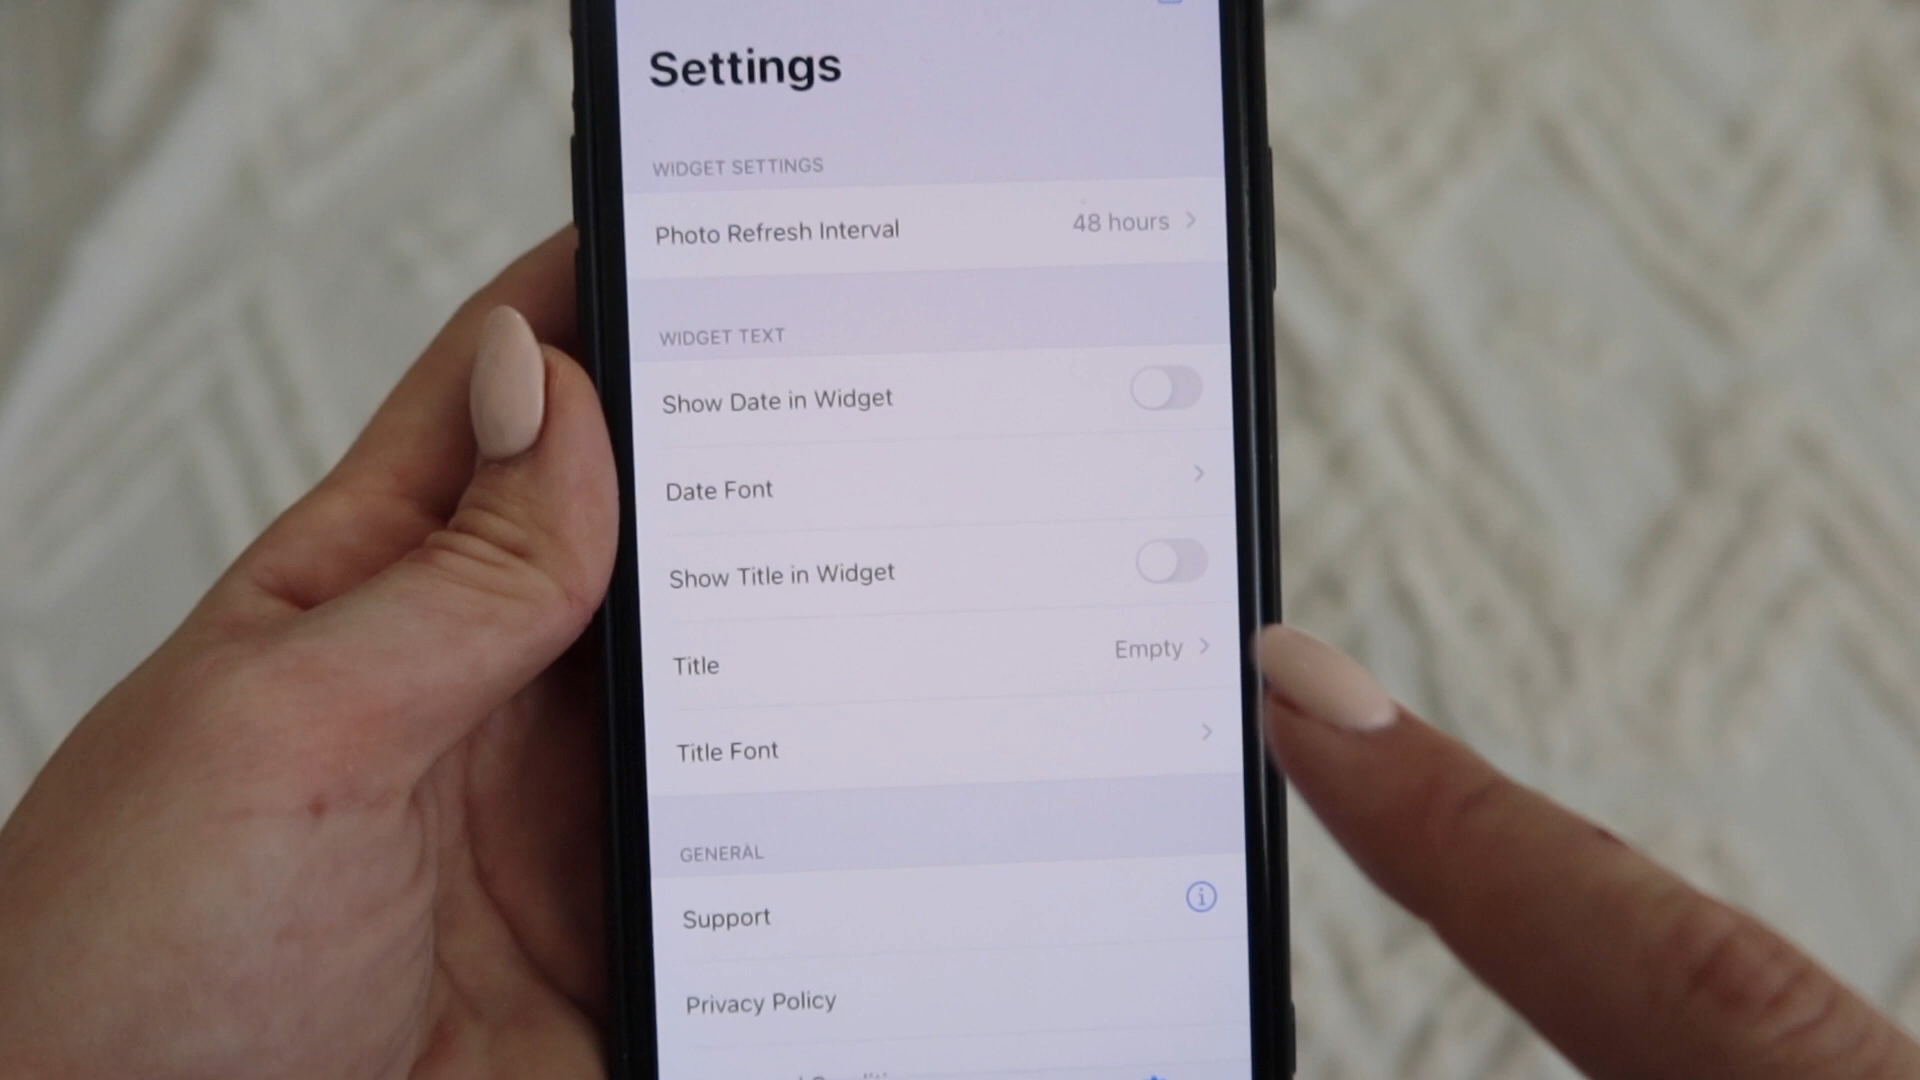 Settings
WIDGET SETTINGS
Photo Refresh Interval 48 hours
WIDGET TEXT
Show Date in Widget
Date Font
Show Title in Widget
Title Empty
Title Font
GENERAL
Support
Privacy Policy